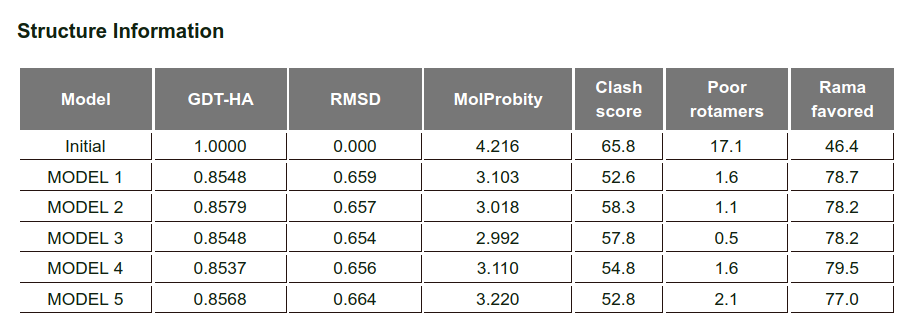 Structure Information
Model GDT-HA RMSD MolProbity Clash score Poor rotamers Rama favored
Initial 1.0000 0.000 4.216 65.8 17.1 46.4
MODEL 1 0.8548 0.659 3.103 52.6 1.6 78.7
MODEL 2 0.8579 0.657 3.018 58.3 1.1 78.2
MODEL 3 0.8548 0.654 2.992 57.8 0.5 78.2
MODEL 4 0.8537 0.656 3.110 54.8 1.6 79.5
MODEL 5 0.8568 0.664 3.220 52.8 2.1 77.0